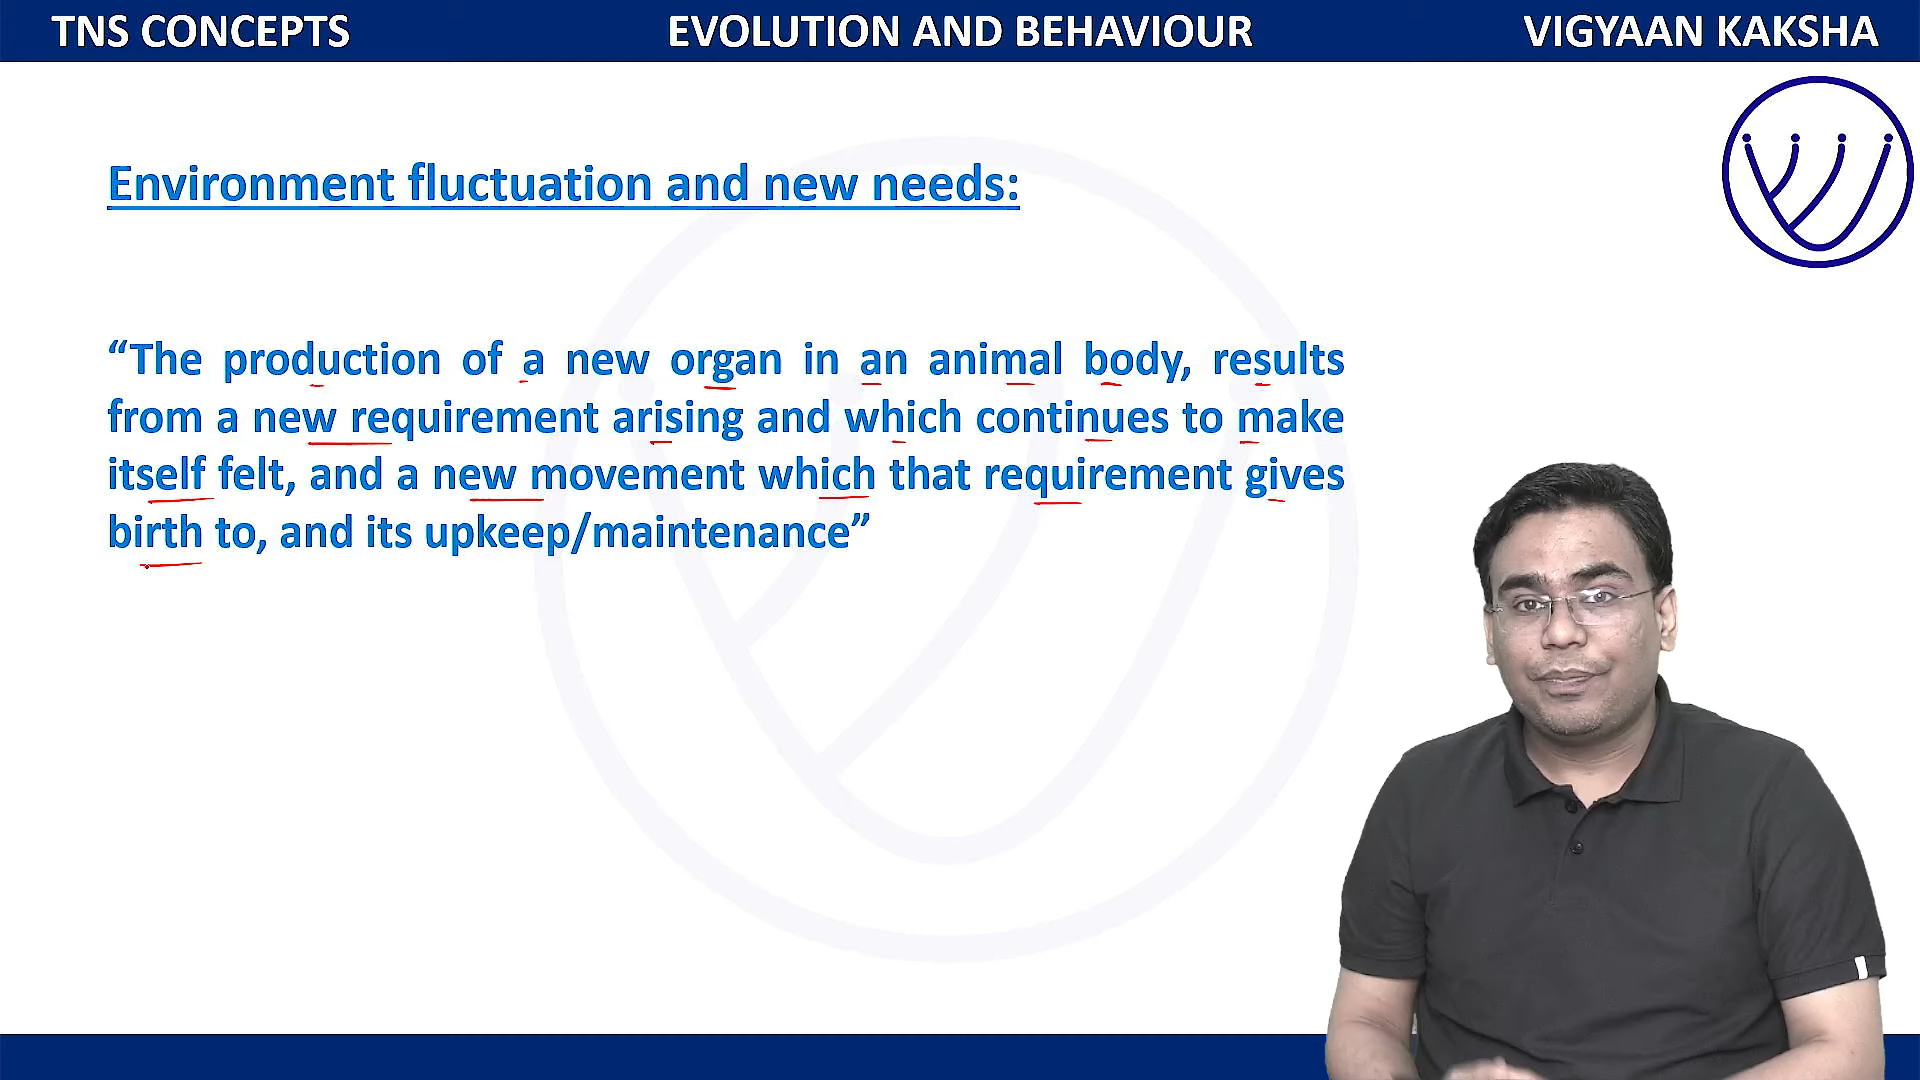 TNS CONCEPTS EVOLUTION AND BEHAVIOUR VIGYAAN KAKSHA
Environment fluctuation and new needs:
“The production of a new organ in an animal body, results
from a new requirement arising and which continues to make
itself felt, and a new movement which that requirement gives
birth to, and its upkeep/maintenance”